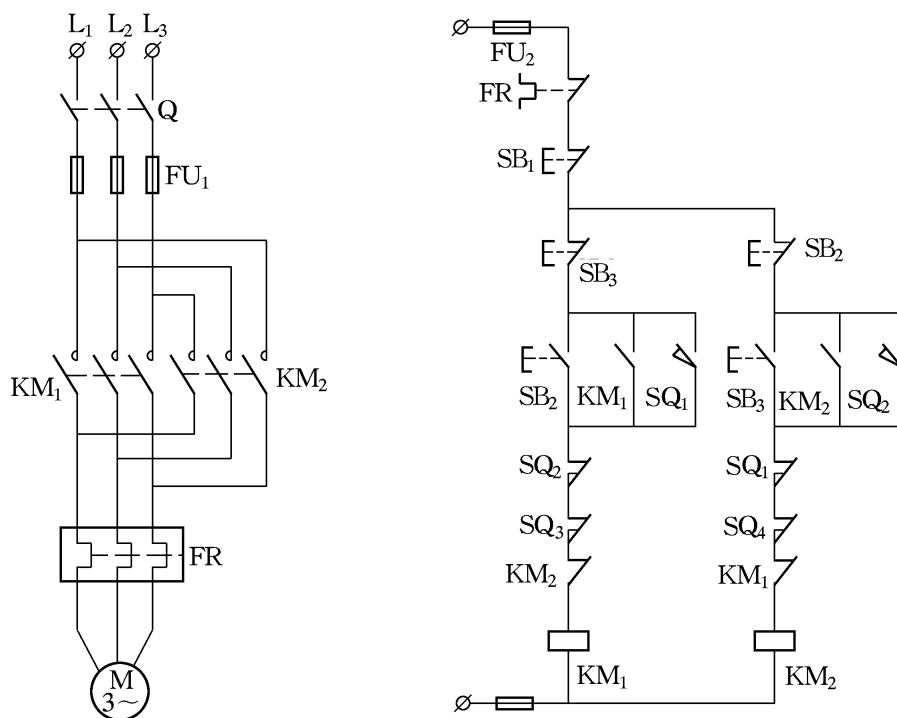 L₁ L₂ L₃
Q
FU₁
KM₁
KM₂
FR
M
3~
FU₂
FR
SB₁
SB₃
SB₂
SB₂
KM₁
SQ₁
SB₃
KM₂
SQ₂
SQ₂
SQ₁
SQ₃
SQ₄
KM₂
KM₁
KM₁
KM₂